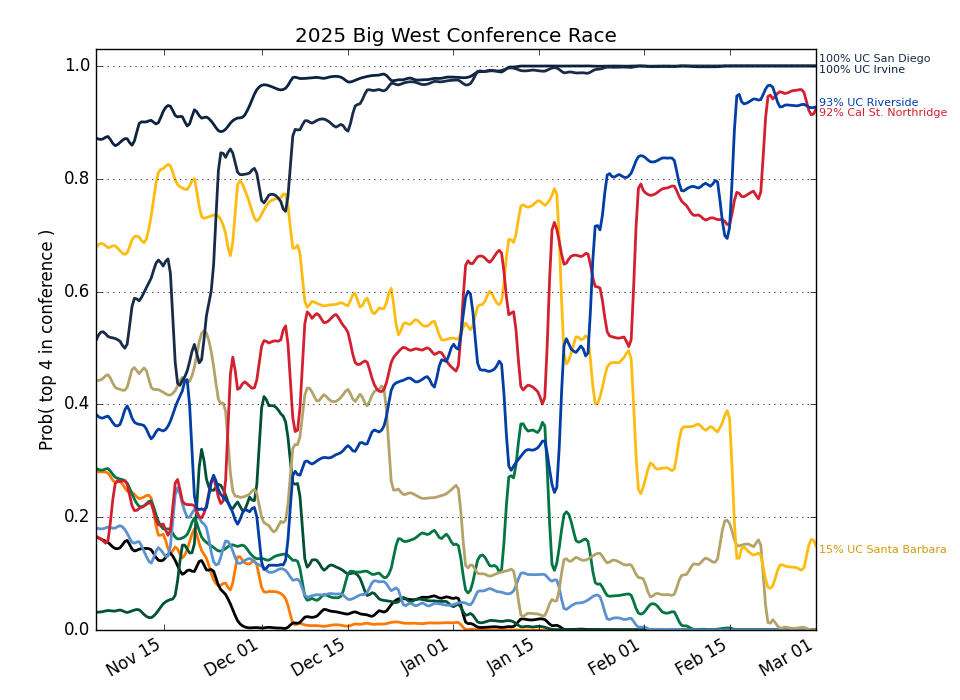 2025 Big West Conference Race
Prob( top 4 in conference )
1.0
0.8
0.6
0.4
0.2
0.0
Nov 15
Dec 01
Dec 15
Jan 01
Jan 15
Feb 01
Feb 15
Mar 01
100% UC San Diego
100% UC Irvine
93% UC Riverside
92% Cal St. Northridge
15% UC Santa Barbara